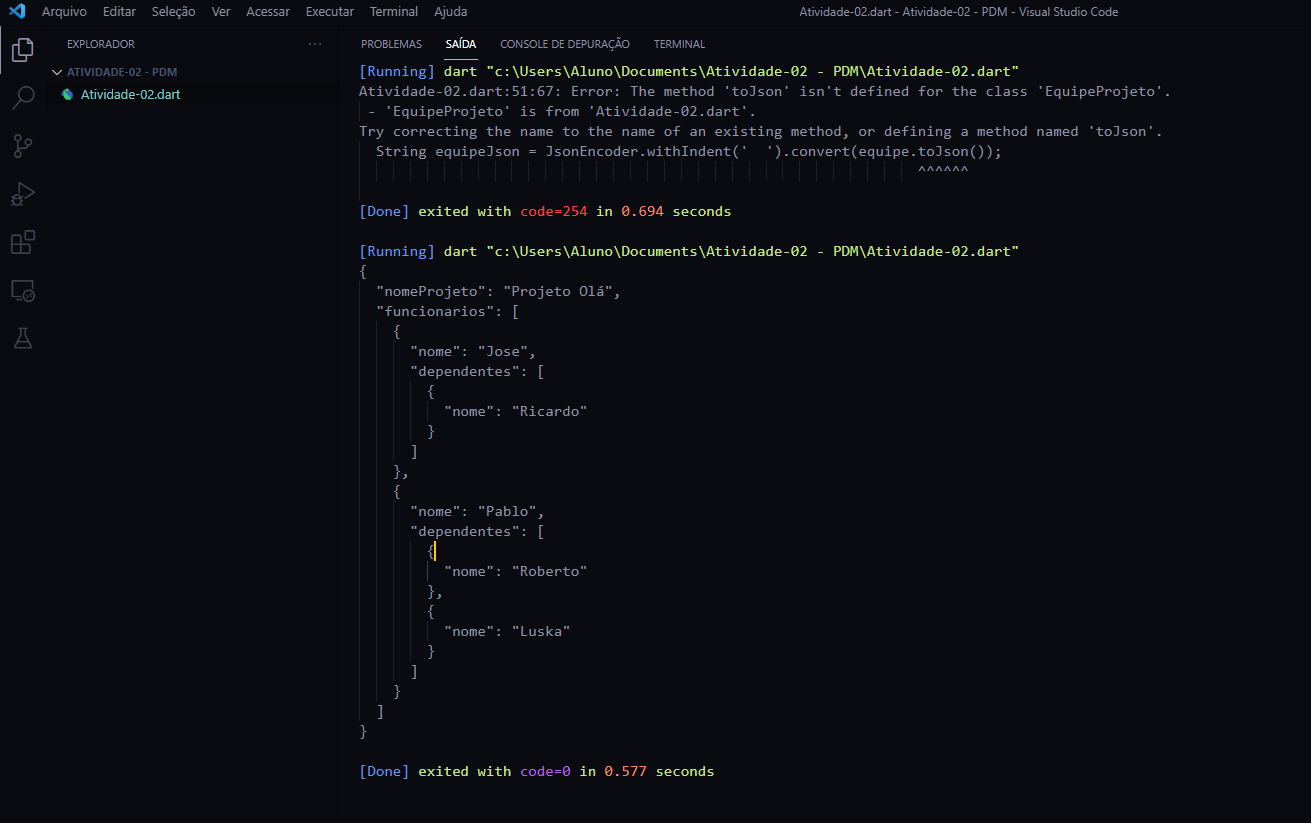 Arquivo Editar Seleção Ver Acessar Executar Terminal Ajuda
Atividade-02.dart - Atividade-02 - PDM - Visual Studio Code
EXPLORADOR
ATIVIDADE-02 - PDM
Atividade-02.dart
PROBLEMAS SAÍDA CONSOLE DE DEPURAÇÃO TERMINAL
[Running] dart "c:\Users\Aluno\Documents\Atividade-02 - PDM\Atividade-02.dart"
Atividade-02.dart:51:67: Error: The method 'toJson' isn't defined for the class 'EquipeProjeto'.
 - 'EquipeProjeto' is from 'Atividade-02.dart'.
Try correcting the name to the name of an existing method, or defining a method named 'toJson'.
  String equipeJson = JsonEncoder.withIndent('  ').convert(equipe.toJson());
                                                                  ^^^^^^
[Done] exited with code=254 in 0.694 seconds
[Running] dart "c:\Users\Aluno\Documents\Atividade-02 - PDM\Atividade-02.dart"
{
  "nomeProjeto": "Projeto Olá",
  "funcionarios": [
    {
      "nome": "Jose",
      "dependentes": [
        {
          "nome": "Ricardo"
        }
      ]
    },
    {
      "nome": "Pablo",
      "dependentes": [
        {
          "nome": "Roberto"
        },
        {
          "nome": "Luska"
        }
      ]
    }
  ]
}
[Done] exited with code=0 in 0.577 seconds